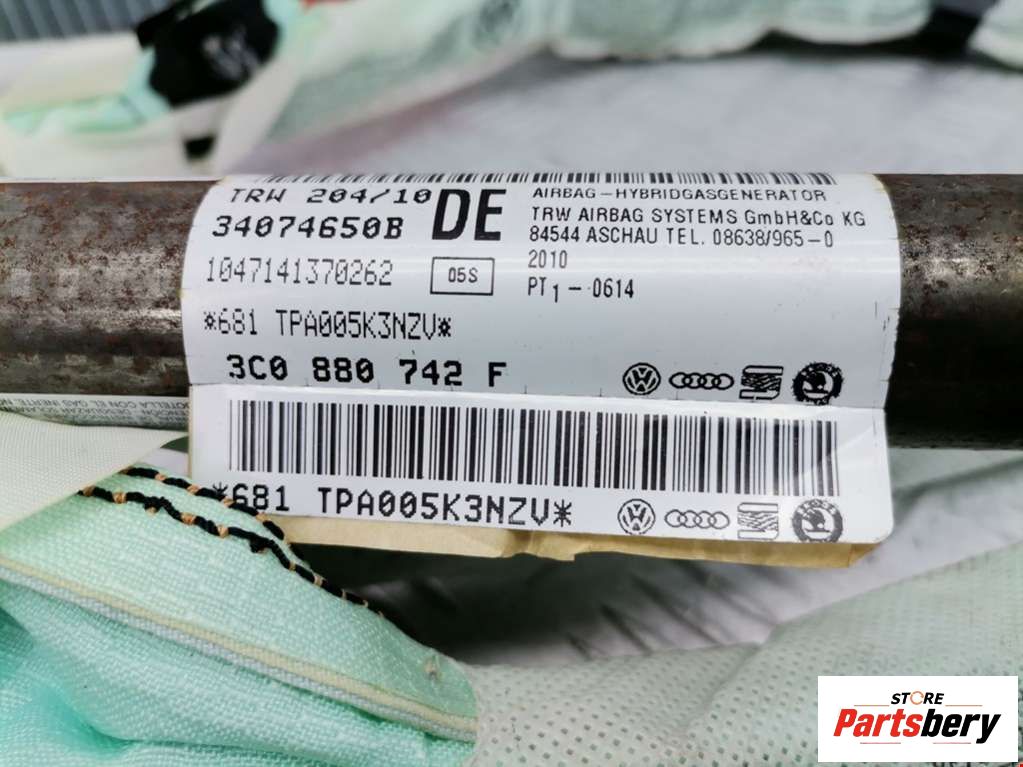 TRW 204/10 DE
34074650B
1047141370262 05S
*681 TPA005K3NZV*
3C0 880 742 F
AIRBAG-HYBRIDGASGENERATOR
TRW AIRBAG SYSTEMS GmbH&Co KG
84544 ASCHAU TEL. 08638/965-0
2010
PT1-0614
*681 TPA005K3NZV*
STORE
Partsbery